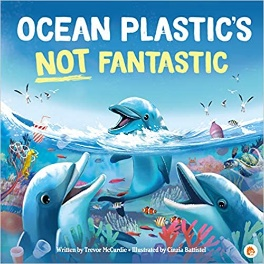 OCEAN PLASTIC'S
NOT FANTASTIC
Written by Trevor McCurdie • Illustrated by Cinzia Battistel